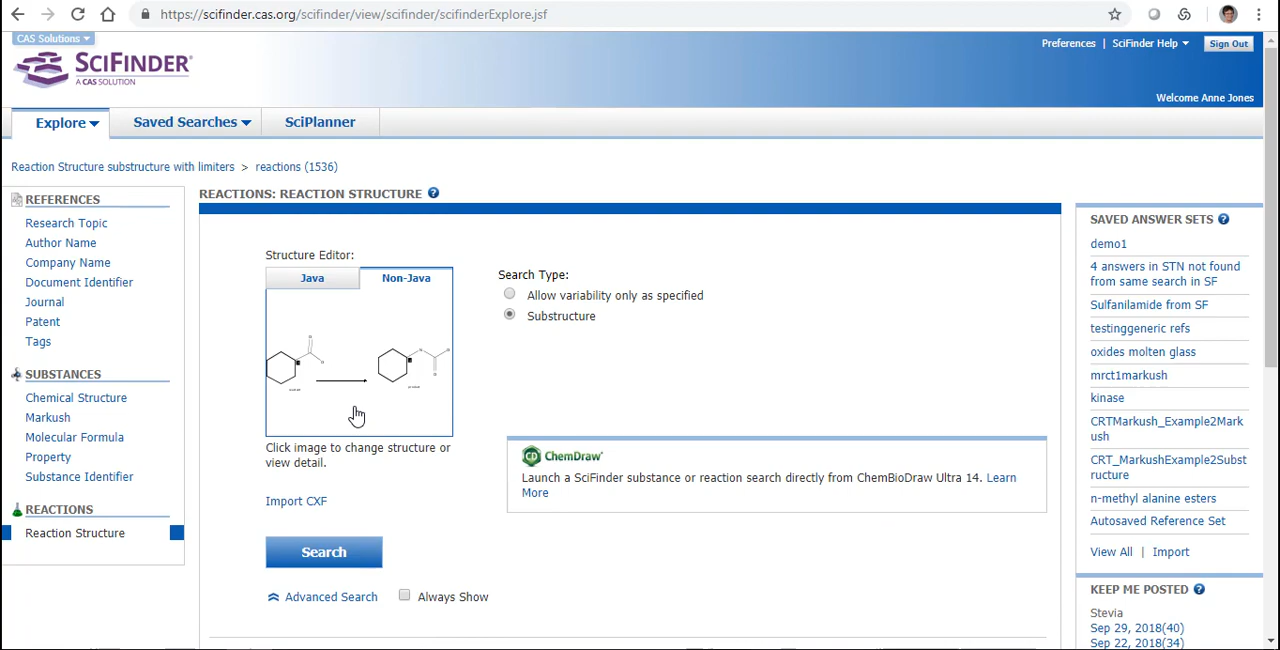 https://scifinder.cas.org/scifinder/view/scifinder/scifinderExplore.jsf
CAS Solutions
Preferences | SciFinder Help
Sign Out
SCIFINDER®
A CAS SOLUTION
Welcome Anne Jones
Explore
Saved Searches
SciPlanner
Reaction Structure substructure with limiters > reactions (1536)
REFERENCES
Research Topic
Author Name
Company Name
Document Identifier
Journal
Patent
Tags
SUBSTANCES
Chemical Structure
Markush
Molecular Formula
Property
Substance Identifier
REACTIONS
Reaction Structure
REACTIONS: REACTION STRUCTURE ?
Structure Editor:
Java
Non-Java
Click image to change structure or
view detail.
Import CXF
Search
Advanced Search
Always Show
Search Type:
Allow variability only as specified
Substructure
ChemDraw
Launch a SciFinder substance or reaction search directly from ChemBioDraw Ultra 14. Learn
More
SAVED ANSWER SETS ?
demo1
4 answers in STN not found
from same search in SF
Sulfanilamide from SF
testinggeneric refs
oxides molten glass
mrct1markush
kinase
CRTMarkush_Example2Mark
ush
CRT_MarkushExample2Subst
ructure
n-methyl alanine esters
Autosaved Reference Set
View All | Import
KEEP ME POSTED ?
Stevia
Sep 29, 2018(40)
Sep 22, 2018(34)